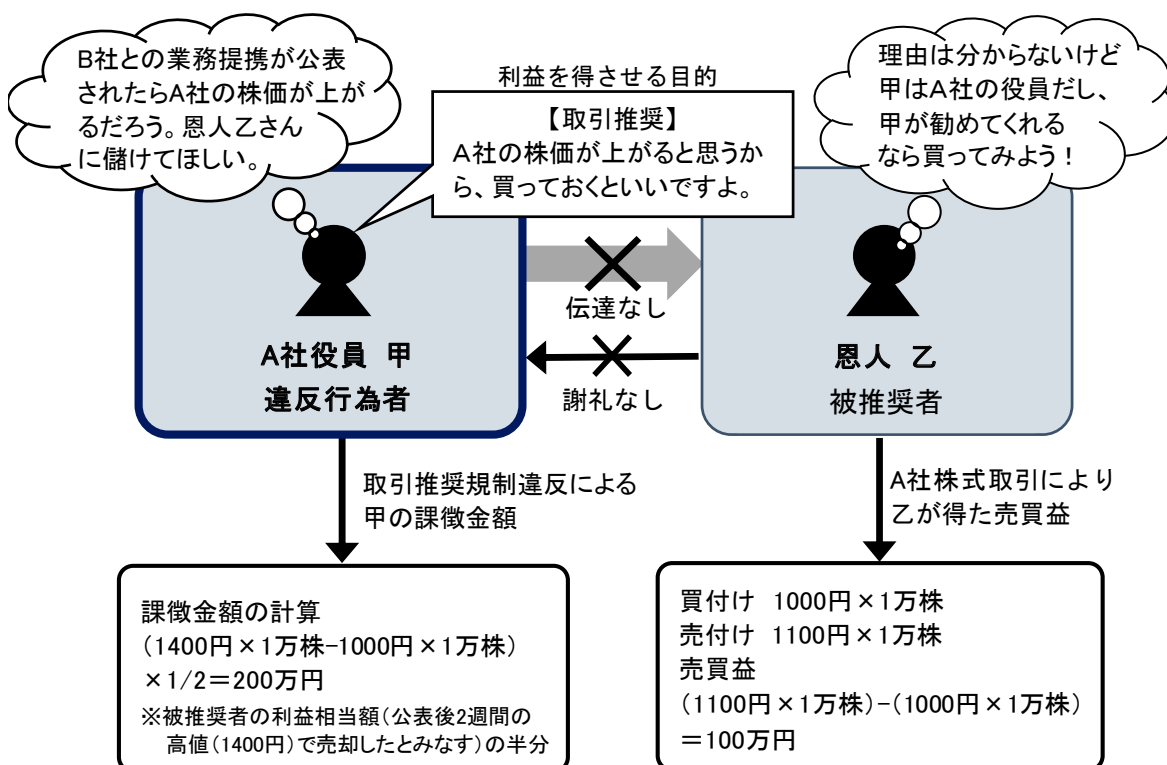 B社との業務提携が公表
されたらA社の株価が上が
るだろう。恩人乙さん
に儲けてほしい。
利益を得させる目的
【取引推奨】
A社の株価が上がると思うか
ら、買っておくといいですよ。
理由は分からないけど
甲はA社の役員だし、
甲が勧めてくれる
なら買ってみよう！
伝達なし
謝礼なし
A社役員 甲
違反行為者
恩人 乙
被推奨者
取引推奨規制違反による
甲の課徴金額
A社株式取引により
乙が得た売買益
課徴金額の計算
(1400円×1万株−1000円×1万株)
×1/2＝200万円
※被推奨者の利益相当額(公表後2週間の
高値(1400円)で売却したとみなす)の半分
買付け 1000円×1万株
売付け 1100円×1万株
売買益
(1100円×1万株)−(1000円×1万株)
＝100万円